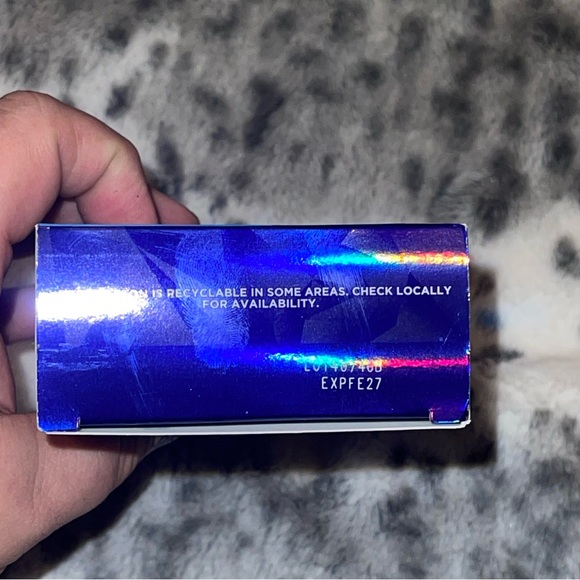 IS RECYCLABLE IN SOME AREAS. CHECK LOCALLY
FOR AVAILABILITY.
EXPFE27